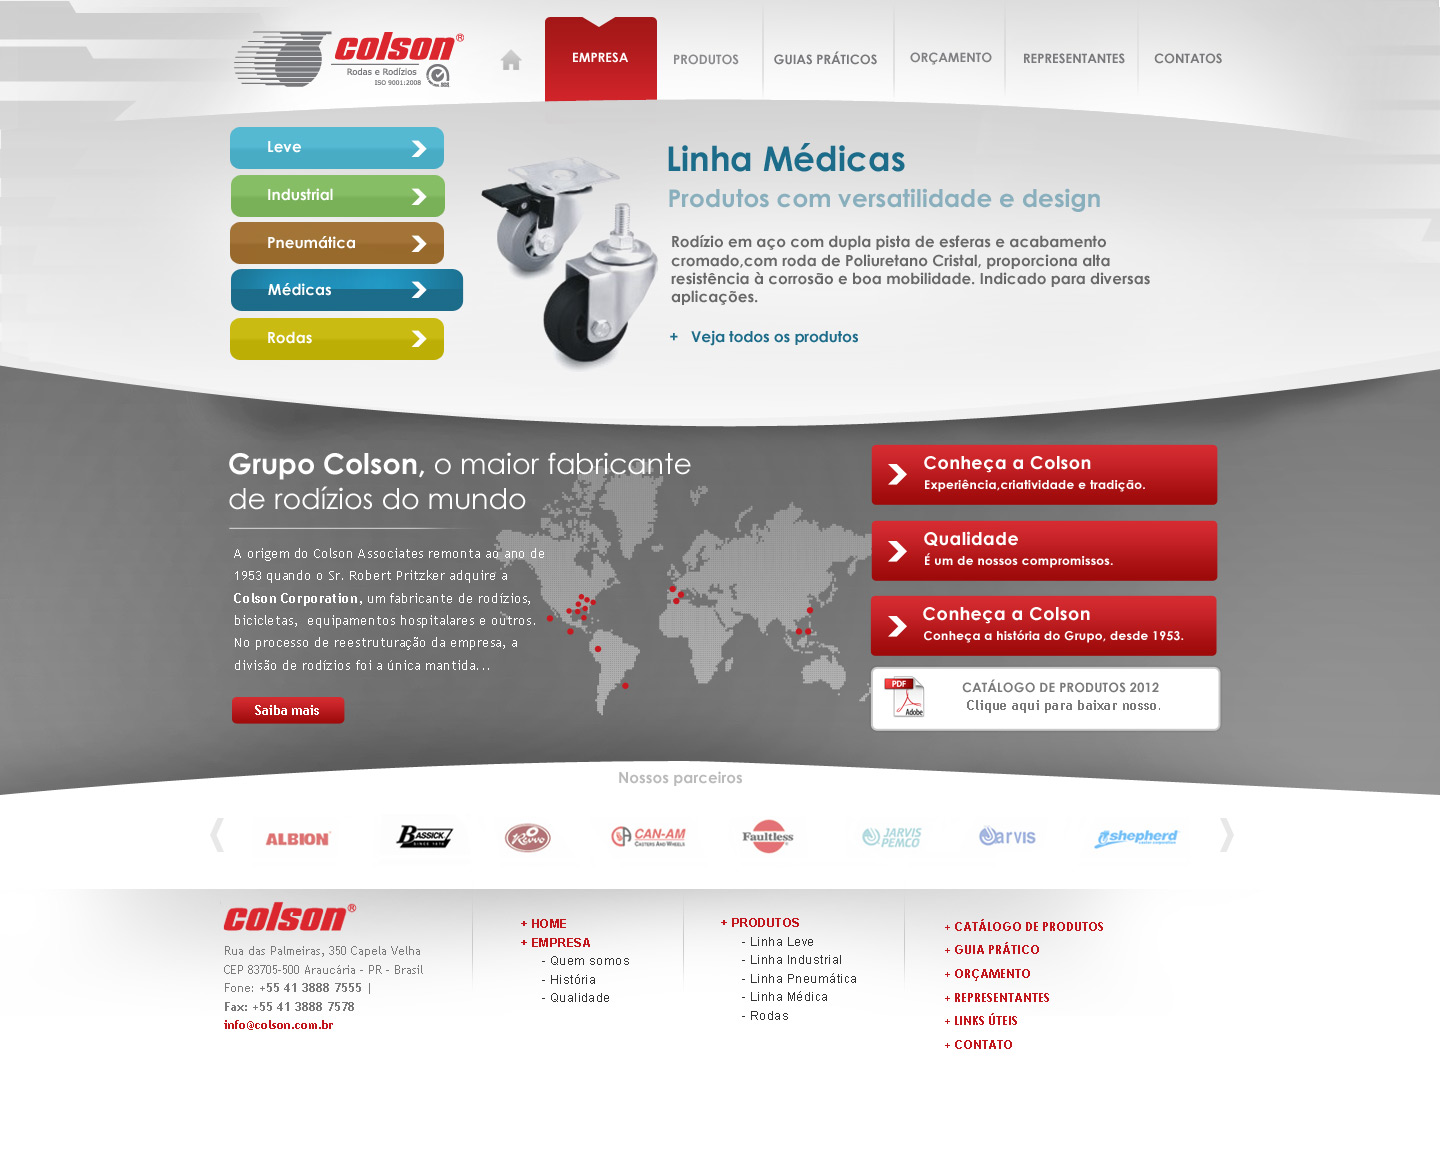 colson®
Rodas e Rodízios
ISO 9001:2008
EMPRESA
PRODUTOS
GUIAS PRÁTICOS
ORÇAMENTO
REPRESENTANTES
CONTATOS
Leve
Industrial
Pneumática
Médicas
Rodas
Linha Médicas
Produtos com versatilidade e design
Rodízio em aço com dupla pista de esferas e acabamento
cromado,com roda de Poliuretano Cristal, proporciona alta
resistência à corrosão e boa mobilidade. Indicado para diversas
aplicações.
+ Veja todos os produtos
Grupo Colson, o maior fabricante
de rodízios do mundo
A origem do Colson Associates remonta ao ano de
1953 quando o Sr. Robert Pritzker adquire a
Colson Corporation, um fabricante de rodízios,
bicicletas, equipamentos hospitalares e outros.
No processo de reestruturação da empresa, a
divisão de rodízios foi a única mantida...
Saiba mais
Conheça a Colson
Experiência,criatividade e tradição.
Qualidade
É um de nossos compromissos.
Conheça a Colson
Conheça a história do Grupo, desde 1953.
PDF
Adobe
CATÁLOGO DE PRODUTOS 2012
Clique aqui para baixar nosso.
Nossos parceiros
ALBION
BASSICK
SINCE 1878
Revvo
CAN-AM
CASTERS AND WHEELS
Faultless
JARVIS
PEMCO
Jarvis
shepherd
colson®
Rua das Palmeiras, 350 Capela Velha
CEP 83705-500 Araucária - PR - Brasil
Fone: +55 41 3888 7555 |
Fax: +55 41 3888 7578
info@colson.com.br
+ HOME
+ EMPRESA
- Quem somos
- História
- Qualidade
+ PRODUTOS
- Linha Leve
- Linha Industrial
- Linha Pneumática
- Linha Médica
- Rodas
+ CATÁLOGO DE PRODUTOS
+ GUIA PRÁTICO
+ ORÇAMENTO
+ REPRESENTANTES
+ LINKS ÚTEIS
+ CONTATO